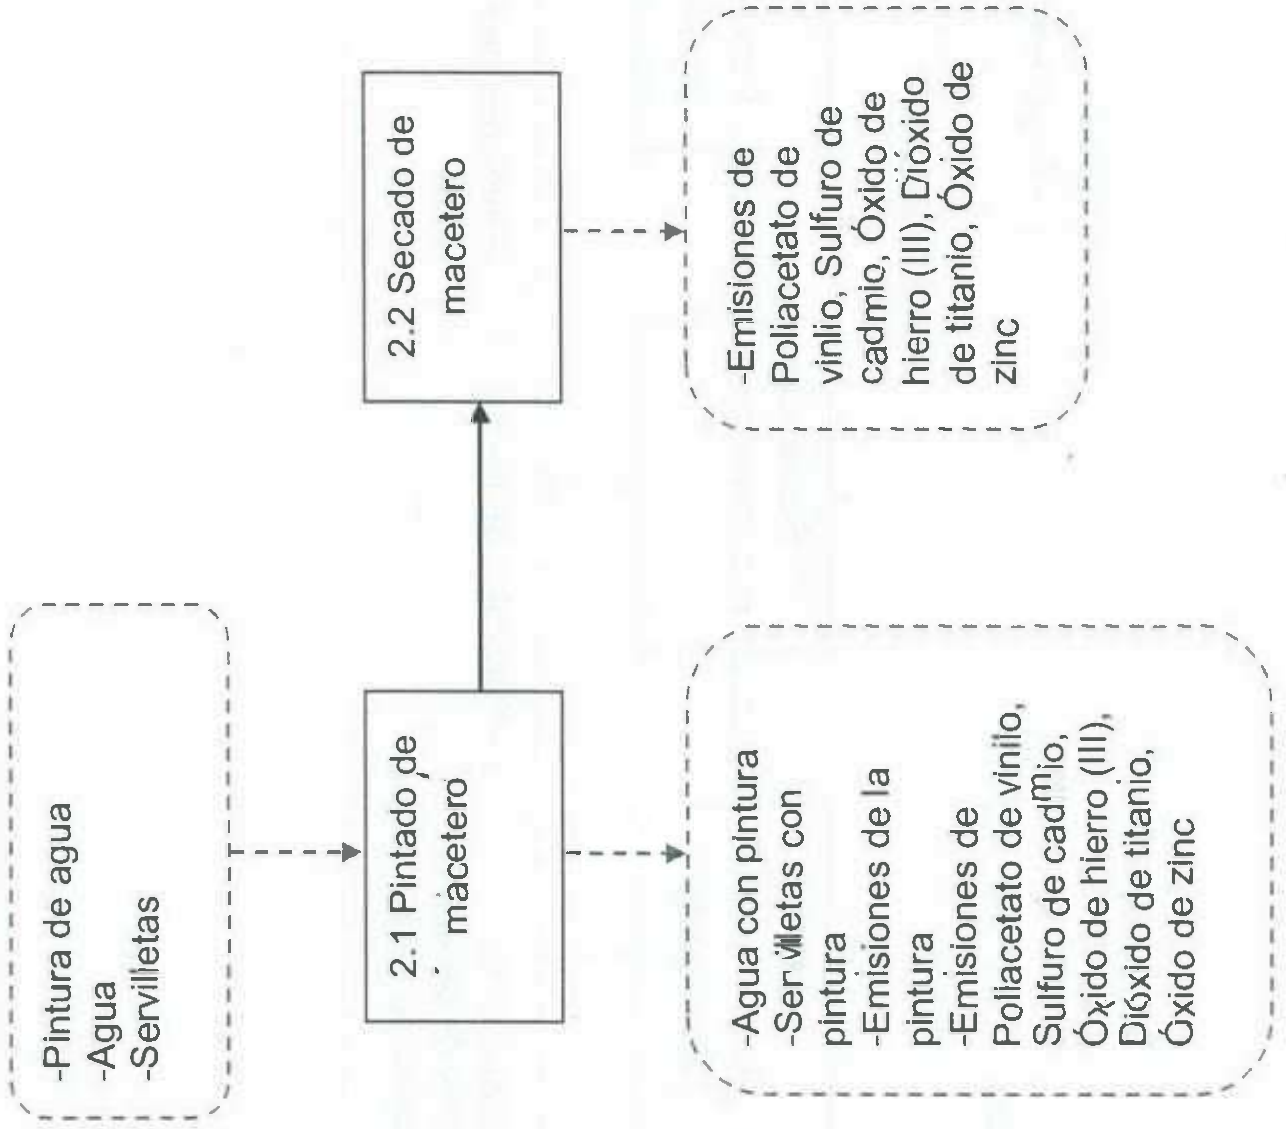 -Pintura de agua
-Agua
-Servilletas
2.1 Pintado de
macetero
2.2 Secado de
macetero
-Agua con pintura
-Servilletas con
pintura
-Emisiones de la
pintura
-Emisiones de
Poliacetato de vinilo,
Sulfuro de cadmio,
Óxido de hierro (III),
Dióxido de titanio,
Óxido de zinc
-Emisiones de
Poliacetato de
vinilio, Sulfuro de
cadmio, Óxido de
hierro (III), Dióxido
de titanio, Óxido de
zinc